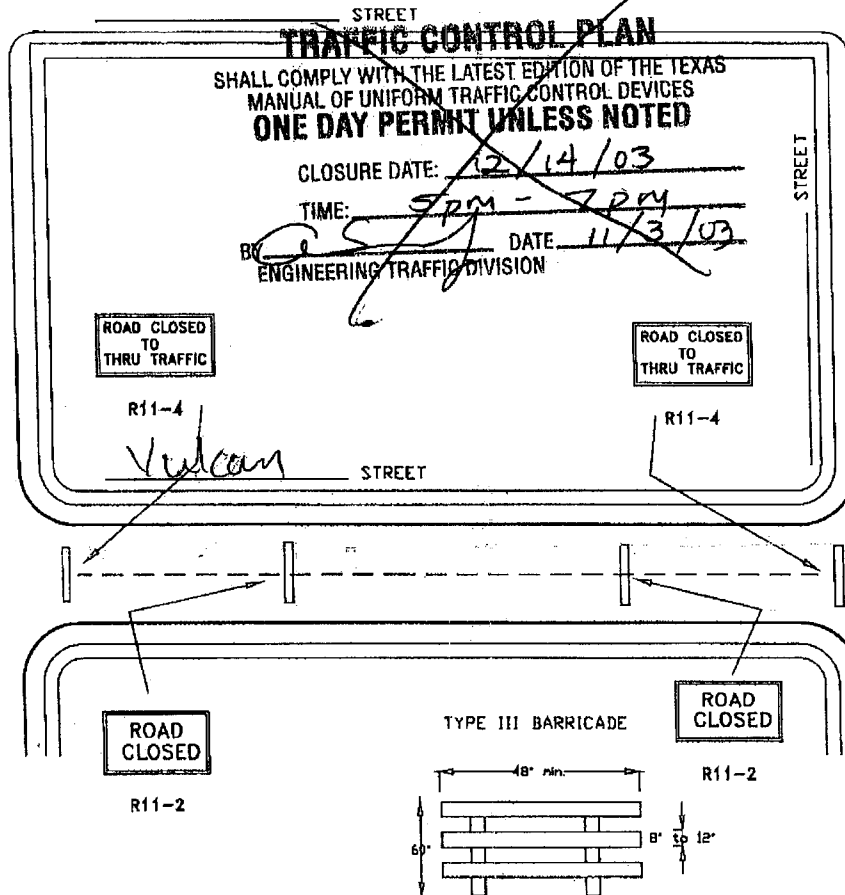 STREET
TRAFFIC CONTROL PLAN
SHALL COMPLY WITH THE LATEST EDITION OF THE TEXAS
MANUAL OF UNIFORM TRAFFIC CONTROL DEVICES
ONE DAY PERMIT UNLESS NOTED
CLOSURE DATE: 12/14/03
TIME: 5pm - 7pm
BY DATE 11/3/03
ENGINEERING TRAFFIC DIVISION
STREET
ROAD CLOSED
TO
THRU TRAFFIC
R11-4
ROAD CLOSED
TO
THRU TRAFFIC
R11-4
Vulcan STREET
ROAD
CLOSED
R11-2
TYPE III BARRICADE
ROAD
CLOSED
R11-2
48" min.
60"
8" to 12"